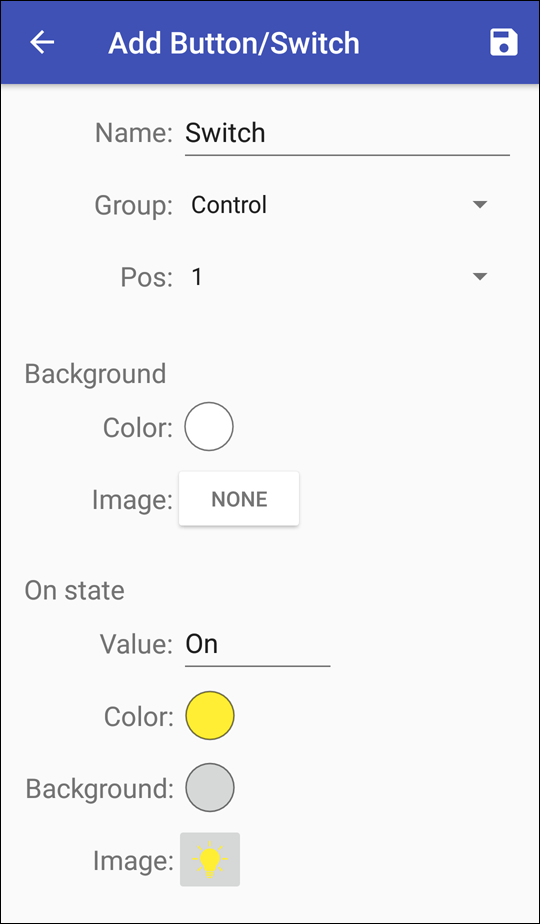 Add Button/Switch
Name: Switch
Group: Control
Pos: 1
Background
Color:
Image: NONE
On state
Value: On
Color:
Background:
Image: